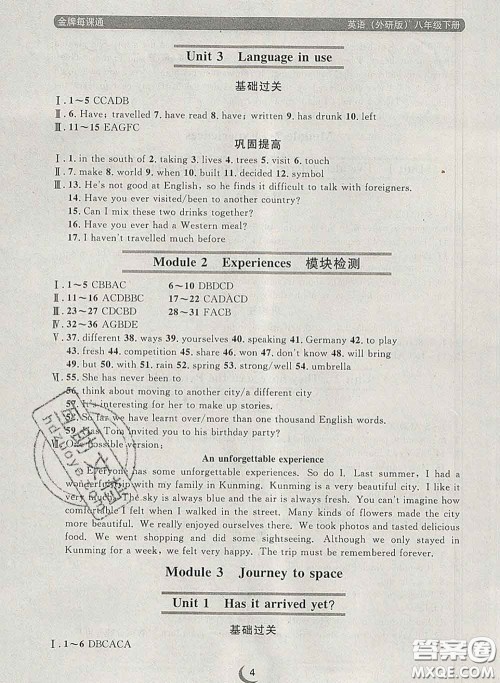 金牌每课通
英语（外研版）八年级下册
Unit 3 Language in use
基础过关
Ⅰ. 1～5 CCADB
Ⅱ. 6. Have; travelled 7. have read 8. have; written 9. has drunk 10. left
Ⅲ. 11～15 EAGFC
巩固提高
Ⅰ. 1. in the south of 2. taking 3. lives 4. trees 5. visit 6. touch
Ⅱ. 7. make 8. world 9. when 10. built 11. decided 12. symbol
Ⅲ. 13. He's not good at English, so he finds it difficult to talk with foreigners.
14. Have you ever visited/been to another country?
15. Can I mix these two drinks together?
16. Have you ever had a Western meal?
17. I haven't travelled much before
Module 2 Experiences 模块检测
Ⅰ. 1～5 CBBAC 6～10 DBDCD
Ⅱ. 11～16 ACDBBC 17～22 CADACD
Ⅲ. 23～27 CDCBD 28～31 FACB
Ⅳ. 32～36 AGBDE
Ⅴ. 37. different 38. ways 39. yourselves 40. speaking 41. Germany 42. to play
43. fresh 44. competition 45. share 46. won 47. don't know 48. will bring
49. but 50. with 51. rain 52. spring 53. strong/well 54. umbrella
Ⅵ. 55. She has never been to
56. think about moving to another city/a different city
57. It's interesting for her to make up stories.
58. So far we have learnt over/more than one thousand English words.
59. Has Tom invited you to his birthday party?
Ⅶ. One possible version:
An unforgettable experience
Everyone has some unforgettable experiences. So do I. Last summer, I had a
wonderful trip with my family in Kunming. Kunming is a very beautiful city. I like
it very much. The sky is always blue and the air is always fresh. You can't imagine how
comfortable I felt when I walked in the street. Many kinds of flowers made the city
more beautiful. We really enjoyed ourselves there. We took photos and tasted delicious
food. We went shopping and did some sightseeing. Although we only stayed in
Kunming for a week, we felt very happy. The trip must be remembered forever.
Module 3 Journey to space
Unit 1 Has it arrived yet?
基础过关
Ⅰ. 1～6 DBCACA
4
答案圈
MXQE.COM